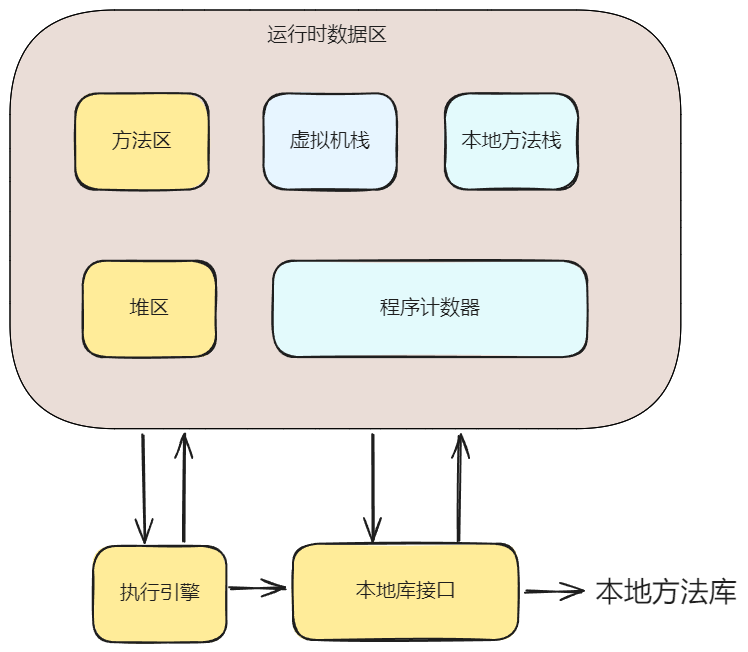 运行时数据区
方法区
虚拟机栈
本地方法栈
堆区
程序计数器
执行引擎
本地库接口
本地方法库